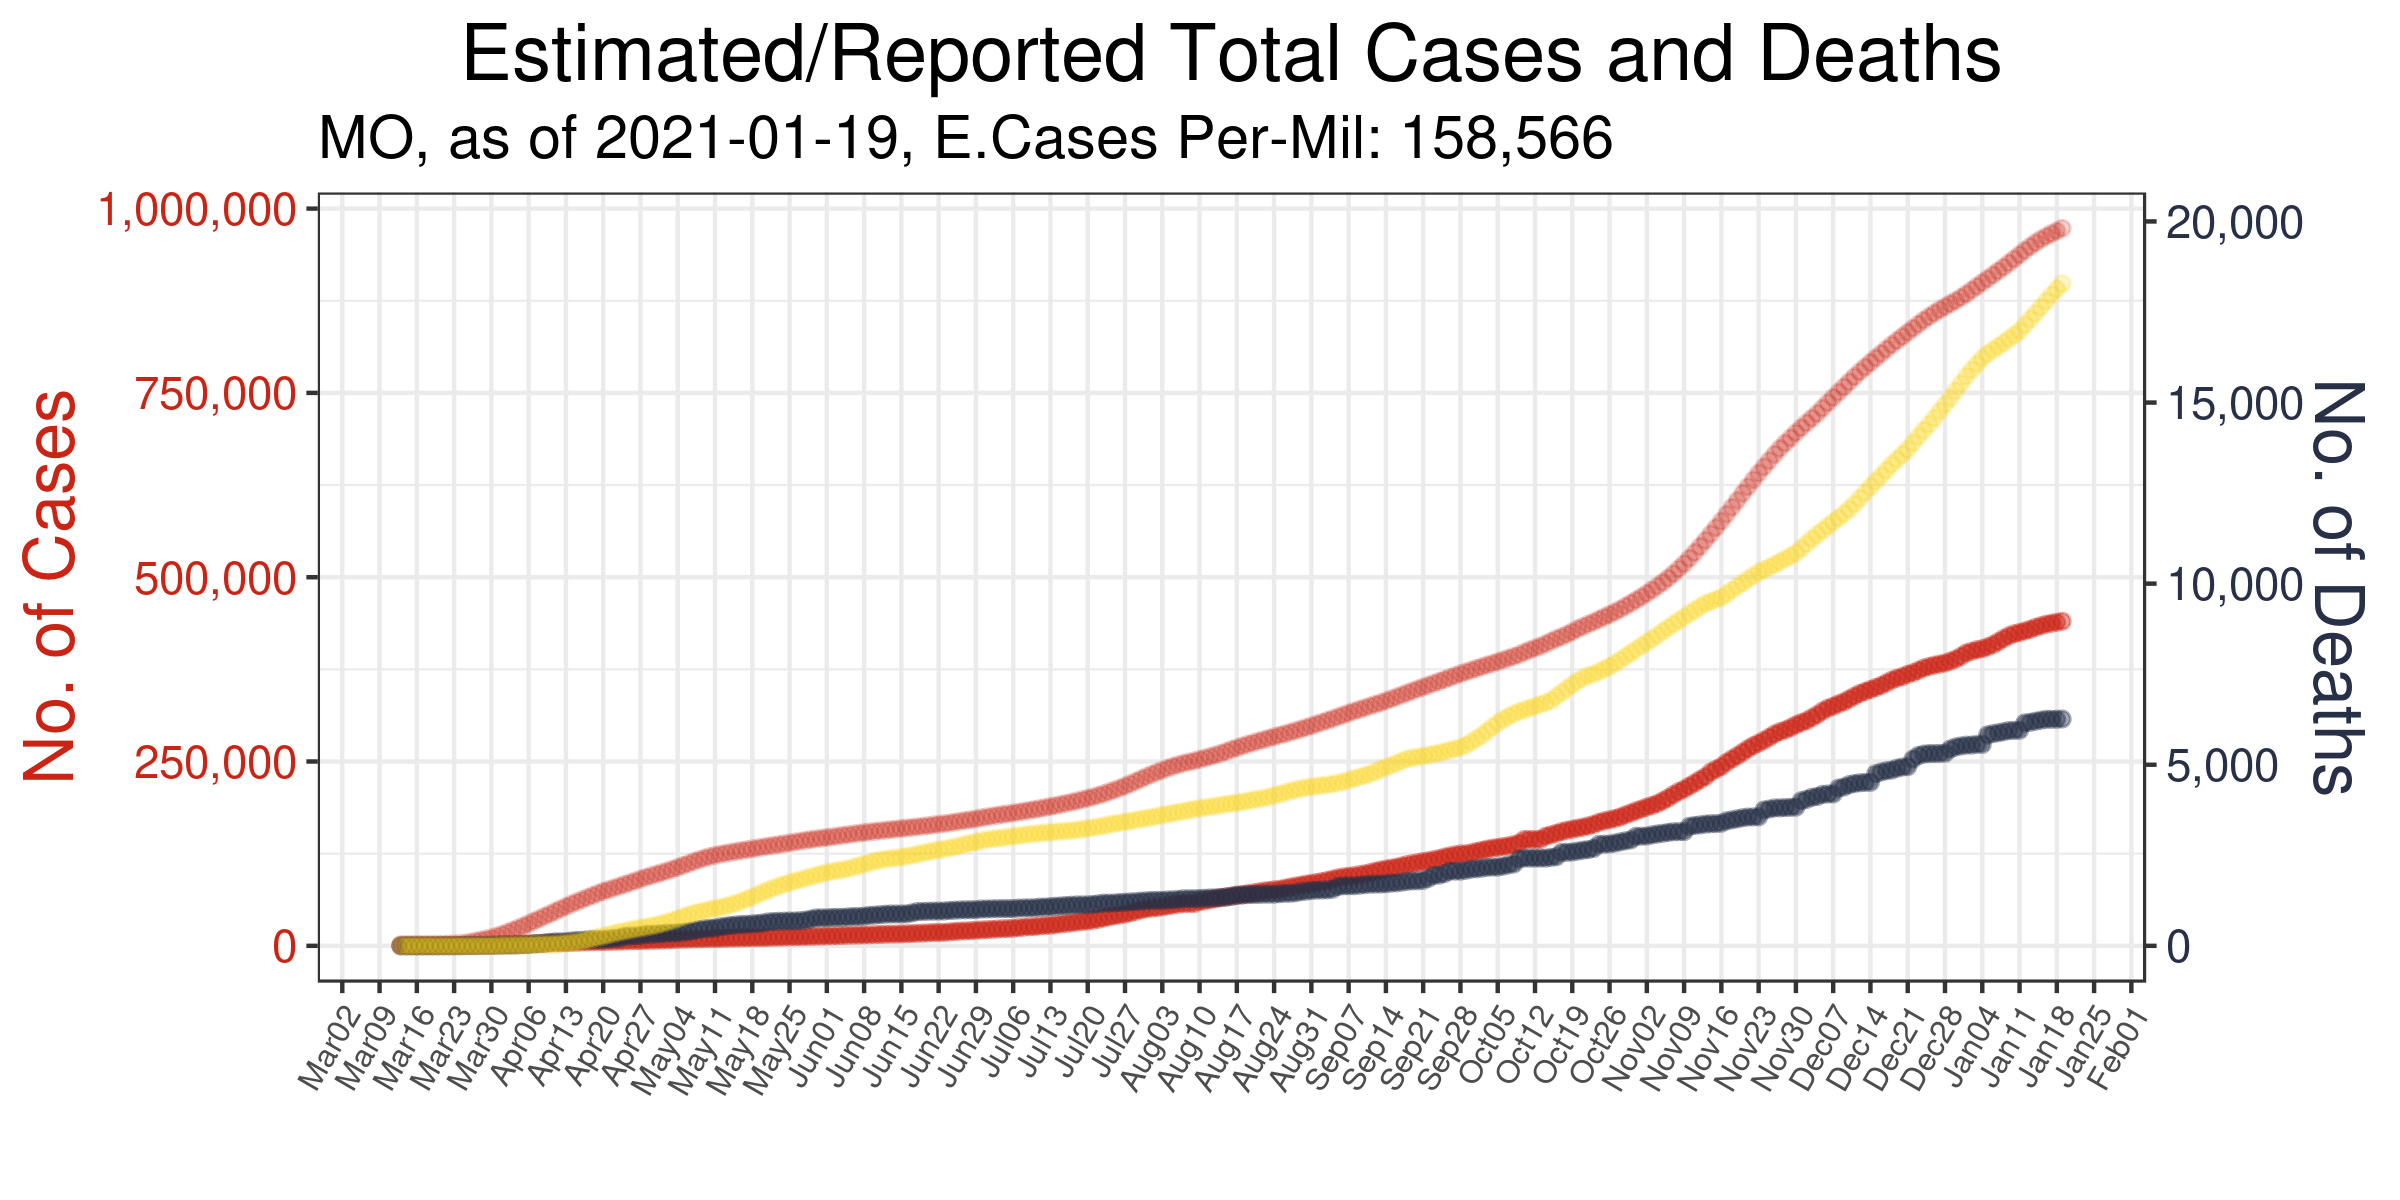 Estimated/Reported Total Cases and Deaths
MO, as of 2021-01-19, E.Cases Per-Mil: 158,566
No. of Cases
1,000,000
750,000
500,000
250,000
0
20,000
15,000
10,000
5,000
0
No. of Deaths
Mar02
Mar09
Mar16
Mar23
Mar30
Apr06
Apr13
Apr20
Apr27
May04
May11
May18
May25
Jun01
Jun08
Jun15
Jun22
Jun29
Jul06
Jul13
Jul20
Jul27
Aug03
Aug10
Aug17
Aug24
Aug31
Sep07
Sep14
Sep21
Sep28
Oct05
Oct12
Oct19
Oct26
Nov02
Nov09
Nov16
Nov23
Nov30
Dec07
Dec14
Dec21
Dec28
Jan04
Jan11
Jan18
Jan25
Feb01